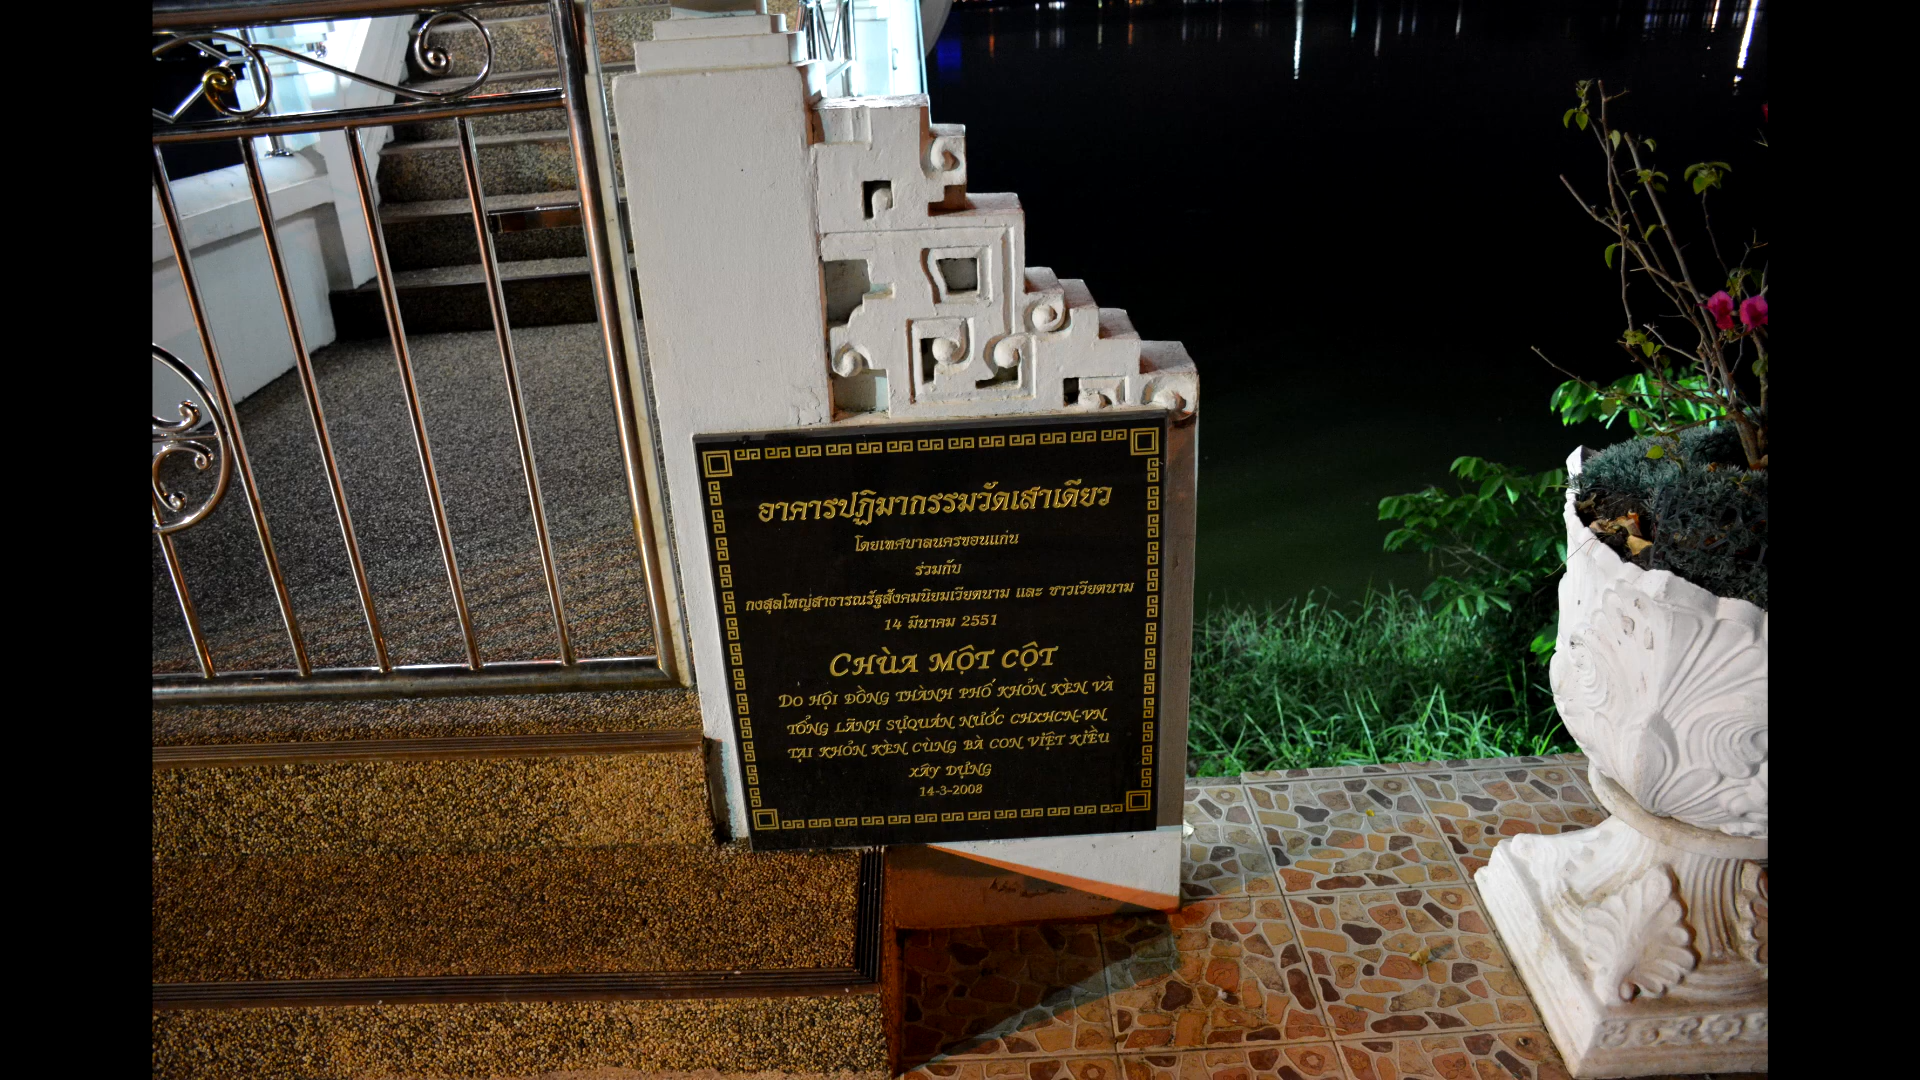 อาคารปฏิมากรรมวัดเสาเดียว
โดยเทศบาลนครขอนแก่น
ร่วมกับ
กงสุลใหญ่สาธารณรัฐสังคมนิยมเวียดนาม และ ชาวเวียดนาม
14 มีนาคม 2551
CHÙA MỘT CỘT
DO HỘI ĐỒNG THÀNH PHỐ KHỎN KÈN VÀ
TỔNG LÃNH SỰQUÁN NƯỚC CHXHCN-VN
TẠI KHỎN KÈN CÙNG BÀ CON VIỆT KIỀU
XÂY DỰNG
14-3-2008